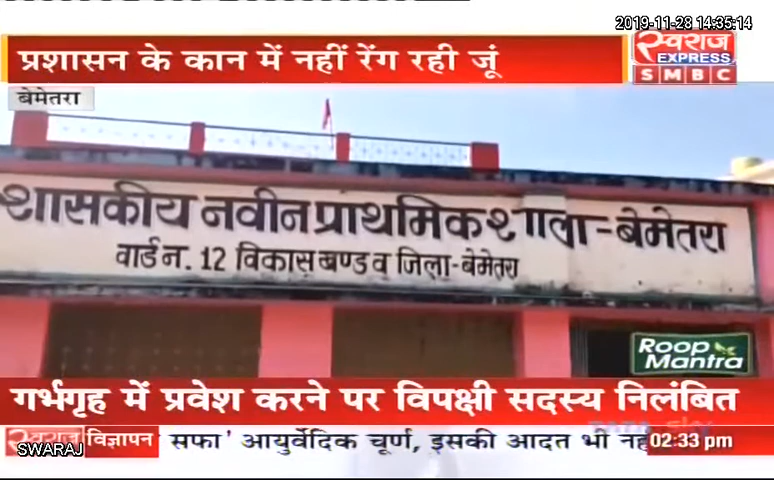 2019-11-28 14:35:14
प्रशासन के कान में नहीं रेंग रही जूं
स्वराज
EXPRESS
SMBC
बेमेतरा
शासकीय नवीन प्राथमिक शाला-बेमेतरा
वार्ड न. 12 विकास खण्ड व जिला-बेमेतरा
Roop
Mantra
गर्भगृह में प्रवेश करने पर विपक्षी सदस्य निलंबित
स्वराज विज्ञापन सफा' आयुर्वेदिक चूर्ण, इसकी आदत भी नह 02:33 pm
SWARAJ